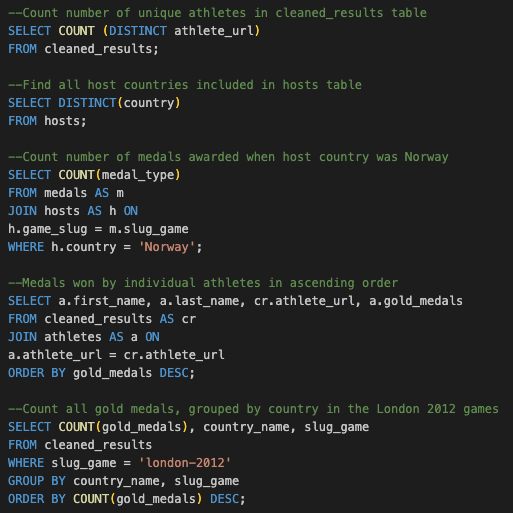 --Count number of unique athletes in cleaned_results table
SELECT COUNT (DISTINCT athlete_url)
FROM cleaned_results;
--Find all host countries included in hosts table
SELECT DISTINCT(country)
FROM hosts;
--Count number of medals awarded when host country was Norway
SELECT COUNT(medal_type)
FROM medals AS m
JOIN hosts AS h ON
h.game_slug = m.slug_game
WHERE h.country = 'Norway';
--Medals won by individual athletes in ascending order
SELECT a.first_name, a.last_name, cr.athlete_url, a.gold_medals
FROM cleaned_results AS cr
JOIN athletes AS a ON
a.athlete_url = cr.athlete_url
ORDER BY gold_medals DESC;
--Count all gold medals, grouped by country in the London 2012 games
SELECT COUNT(gold_medals), country_name, slug_game
FROM cleaned_results
WHERE slug_game = 'london-2012'
GROUP BY country_name, slug_game
ORDER BY COUNT(gold_medals) DESC;